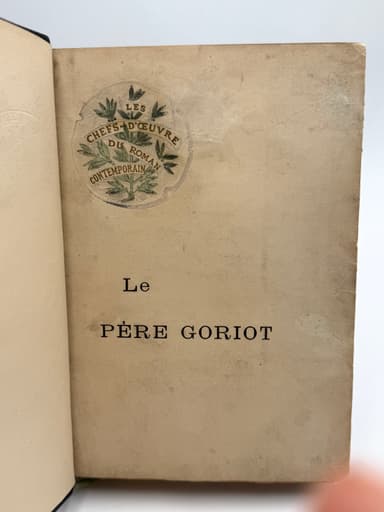 LES
CHEFS-D'ŒUVRE
DU ROMAN
CONTEMPORAIN
Le
PÈRE GORIOT